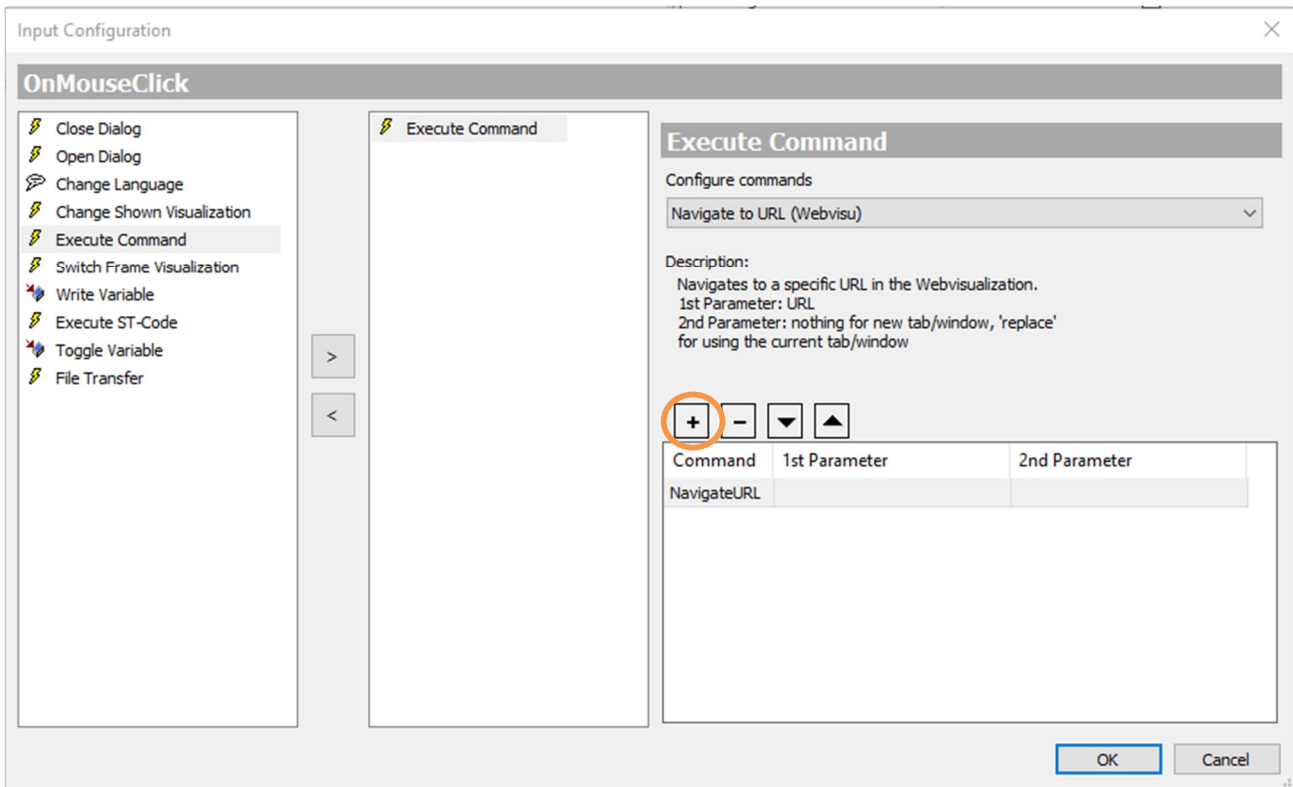 Input Configuration
OnMouseClick
Close Dialog
Open Dialog
Change Language
Change Shown Visualization
Execute Command
Switch Frame Visualization
Write Variable
Execute ST-Code
Toggle Variable
File Transfer
>
<
Execute Command
Execute Command
Configure commands
Navigate to URL (Webvisu)
Description:
Navigates to a specific URL in the Webvisualization.
1st Parameter: URL
2nd Parameter: nothing for new tab/window, 'replace'
for using the current tab/window
+ -
Command 1st Parameter 2nd Parameter
NavigateURL
OK Cancel